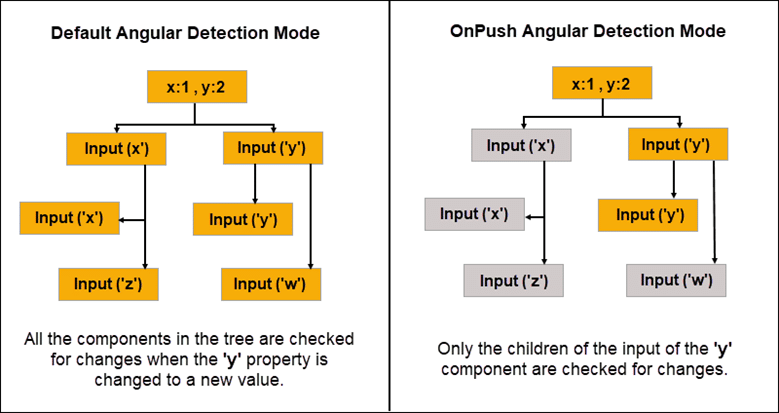 Default Angular Detection Mode
x:1 , y:2
Input (x')
Input ('y')
Input ('x')
Input ('y')
Input ('z')
Input ('w')
All the components in the tree are checked
for changes when the 'y' property is
changed to a new value.
OnPush Angular Detection Mode
x:1 , y:2
Input ('x')
Input ('y')
Input ('x')
Input ('y')
Input ('z')
Input ('w')
Only the children of the input of the 'y'
component are checked for changes.